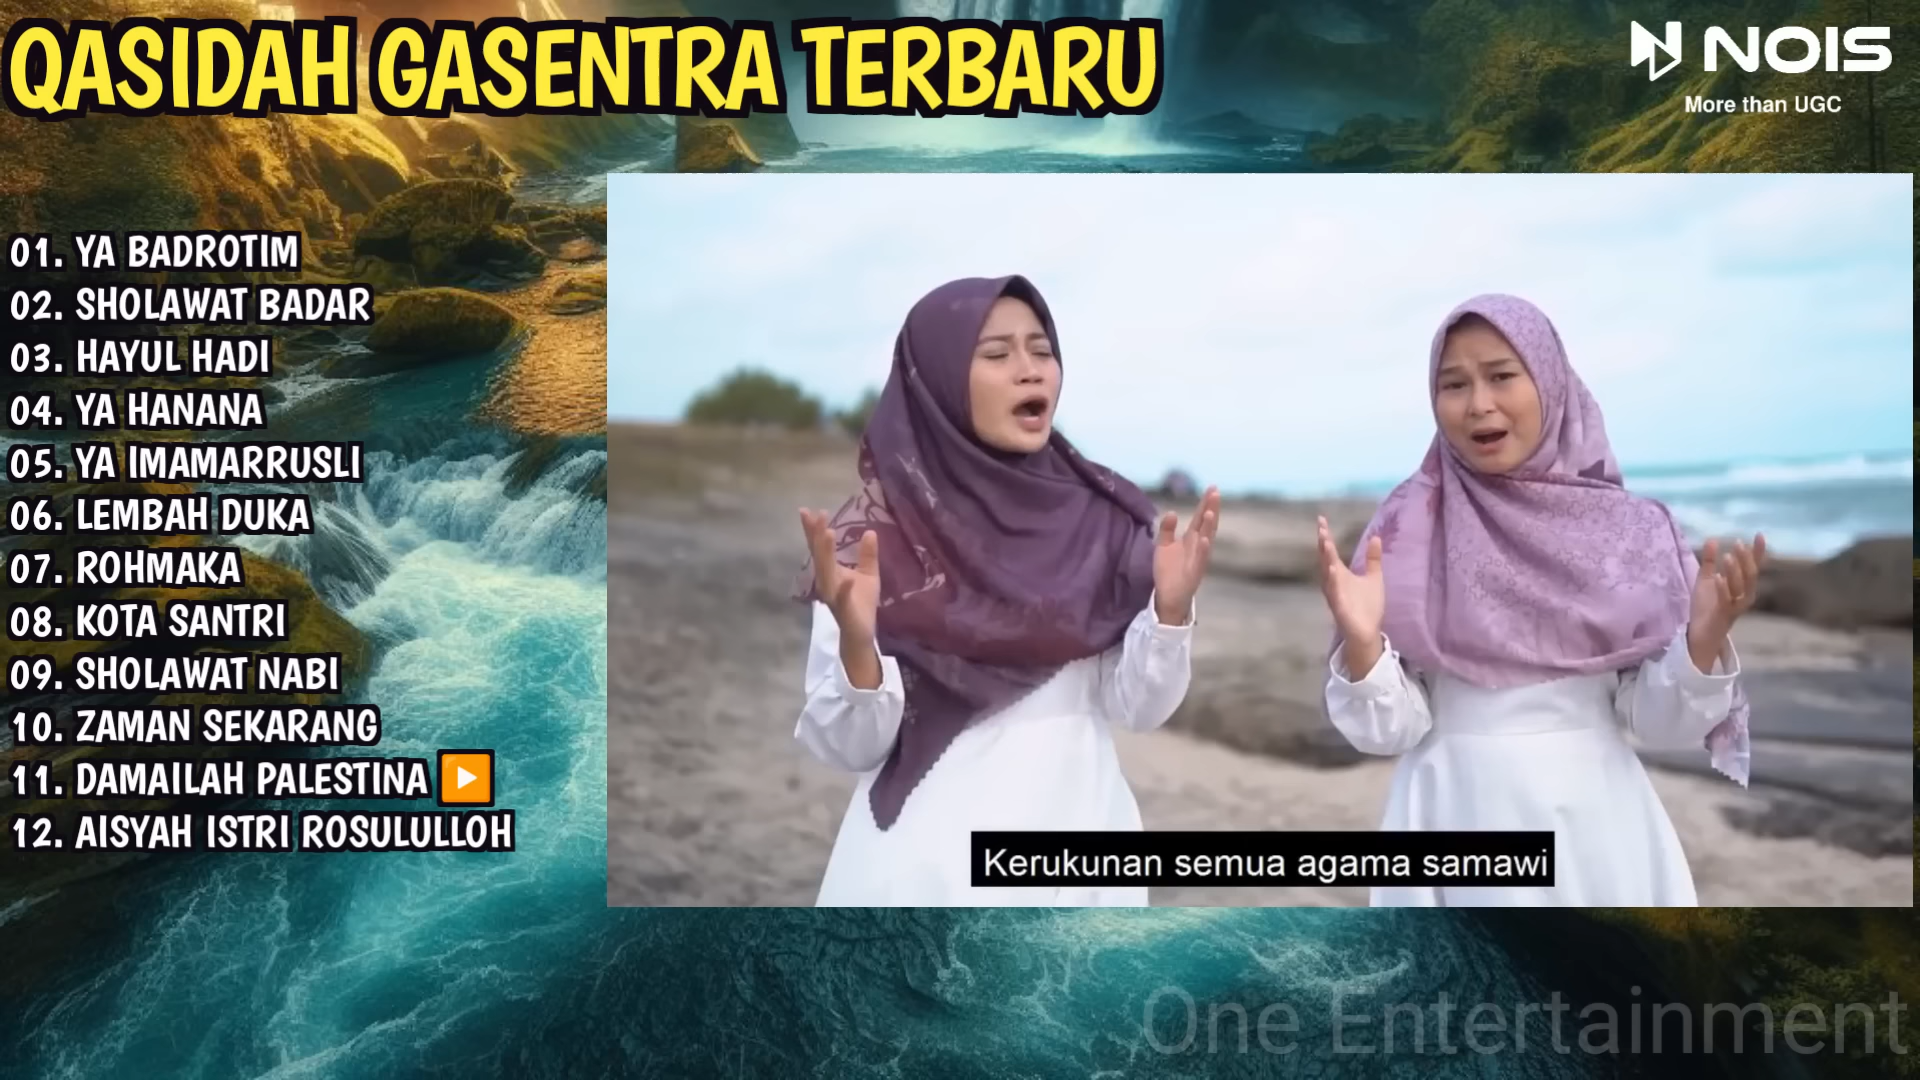 QASIDAH GASENTRA TERBARU
NOIS
More than UGC
01. YA BADROTIM
02. SHOLAWAT BADAR
03. HAYUL HADI
04. YA HANANA
05. YA IMAMARRUSLI
06. LEMBAH DUKA
07. ROHMAKA
08. KOTA SANTRI
09. SHOLAWAT NABI
10. ZAMAN SEKARANG
11. DAMAILAH PALESTINA
12. AISYAH ISTRI ROSULULLOH
Kerukunan semua agama samawi
One Entertainment